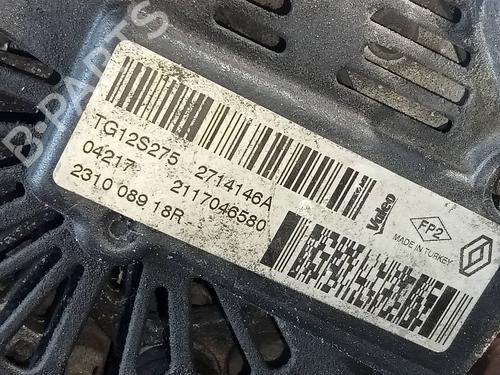 TG12S275 2714146A
04217 2117046580
2310 089 18R
Valeo
FP2
MADE IN TURKEY
B-PARTS